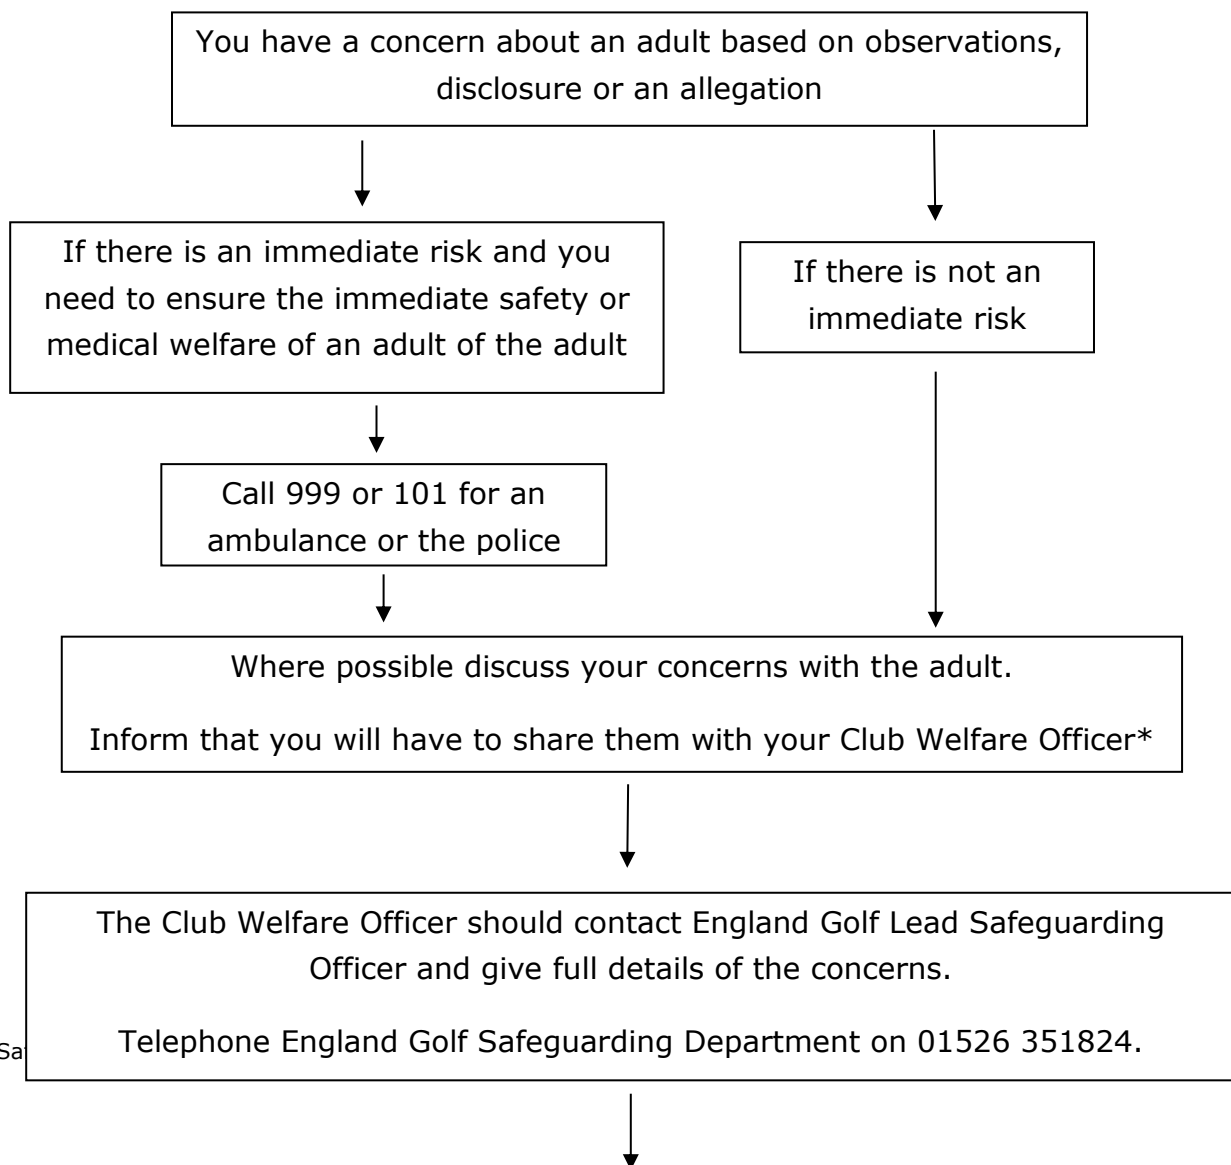 You have a concern about an adult based on observations,
disclosure or an allegation
If there is an immediate risk and you
need to ensure the immediate safety or
medical welfare of an adult of the adult
If there is not an
immediate risk
Call 999 or 101 for an
ambulance or the police
Where possible discuss your concerns with the adult.
Inform that you will have to share them with your Club Welfare Officer*
The Club Welfare Officer should contact England Golf Lead Safeguarding
Officer and give full details of the concerns.
Telephone England Golf Safeguarding Department on 01526 351824.